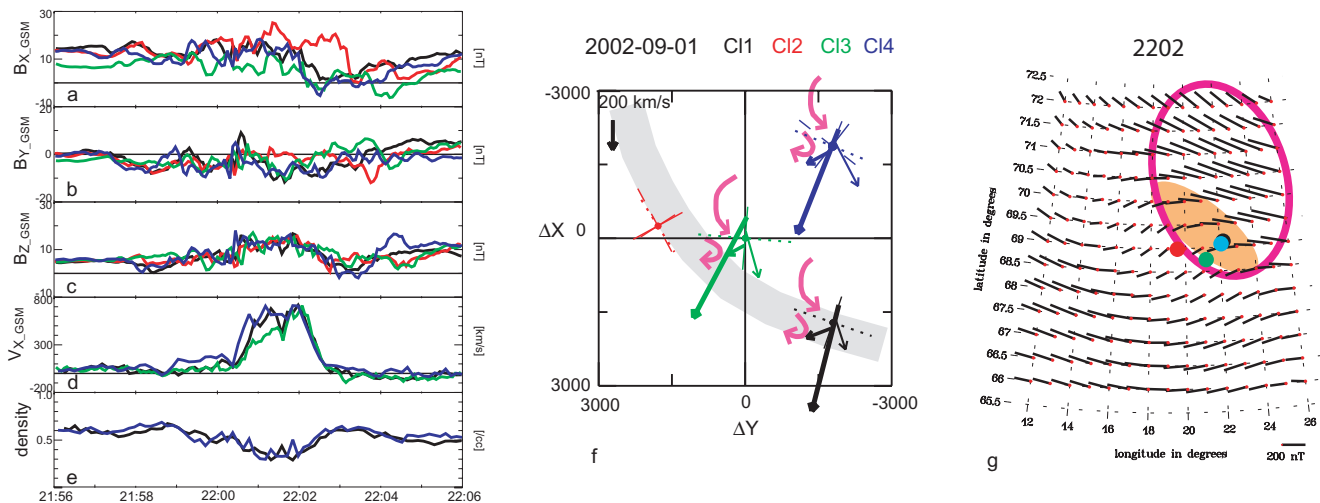 30
10
-10
BX_GSM
[nT]
a
0
BY_GSM
[nT]
b
30
10
BZ_GSM
[nT]
c
800
300
-200
VX_GSM
[km/s]
d
1.0
0.5
density
[/cc]
e
21:56 21:58 22:00 22:02 22:04 22:06
2002-09-01 Cl1 Cl2 Cl3 Cl4
-3000
200 km/s
ΔX 0
3000
3000 0 -3000
ΔY
f
2202
72.5
72
71.5
71
70.5
70
69.5
69
68.5
68
67.5
67
66.5
66
65.5
latitude in degrees
12 14 16 18 20 22 24 26
longitude in degrees
200 nT
g